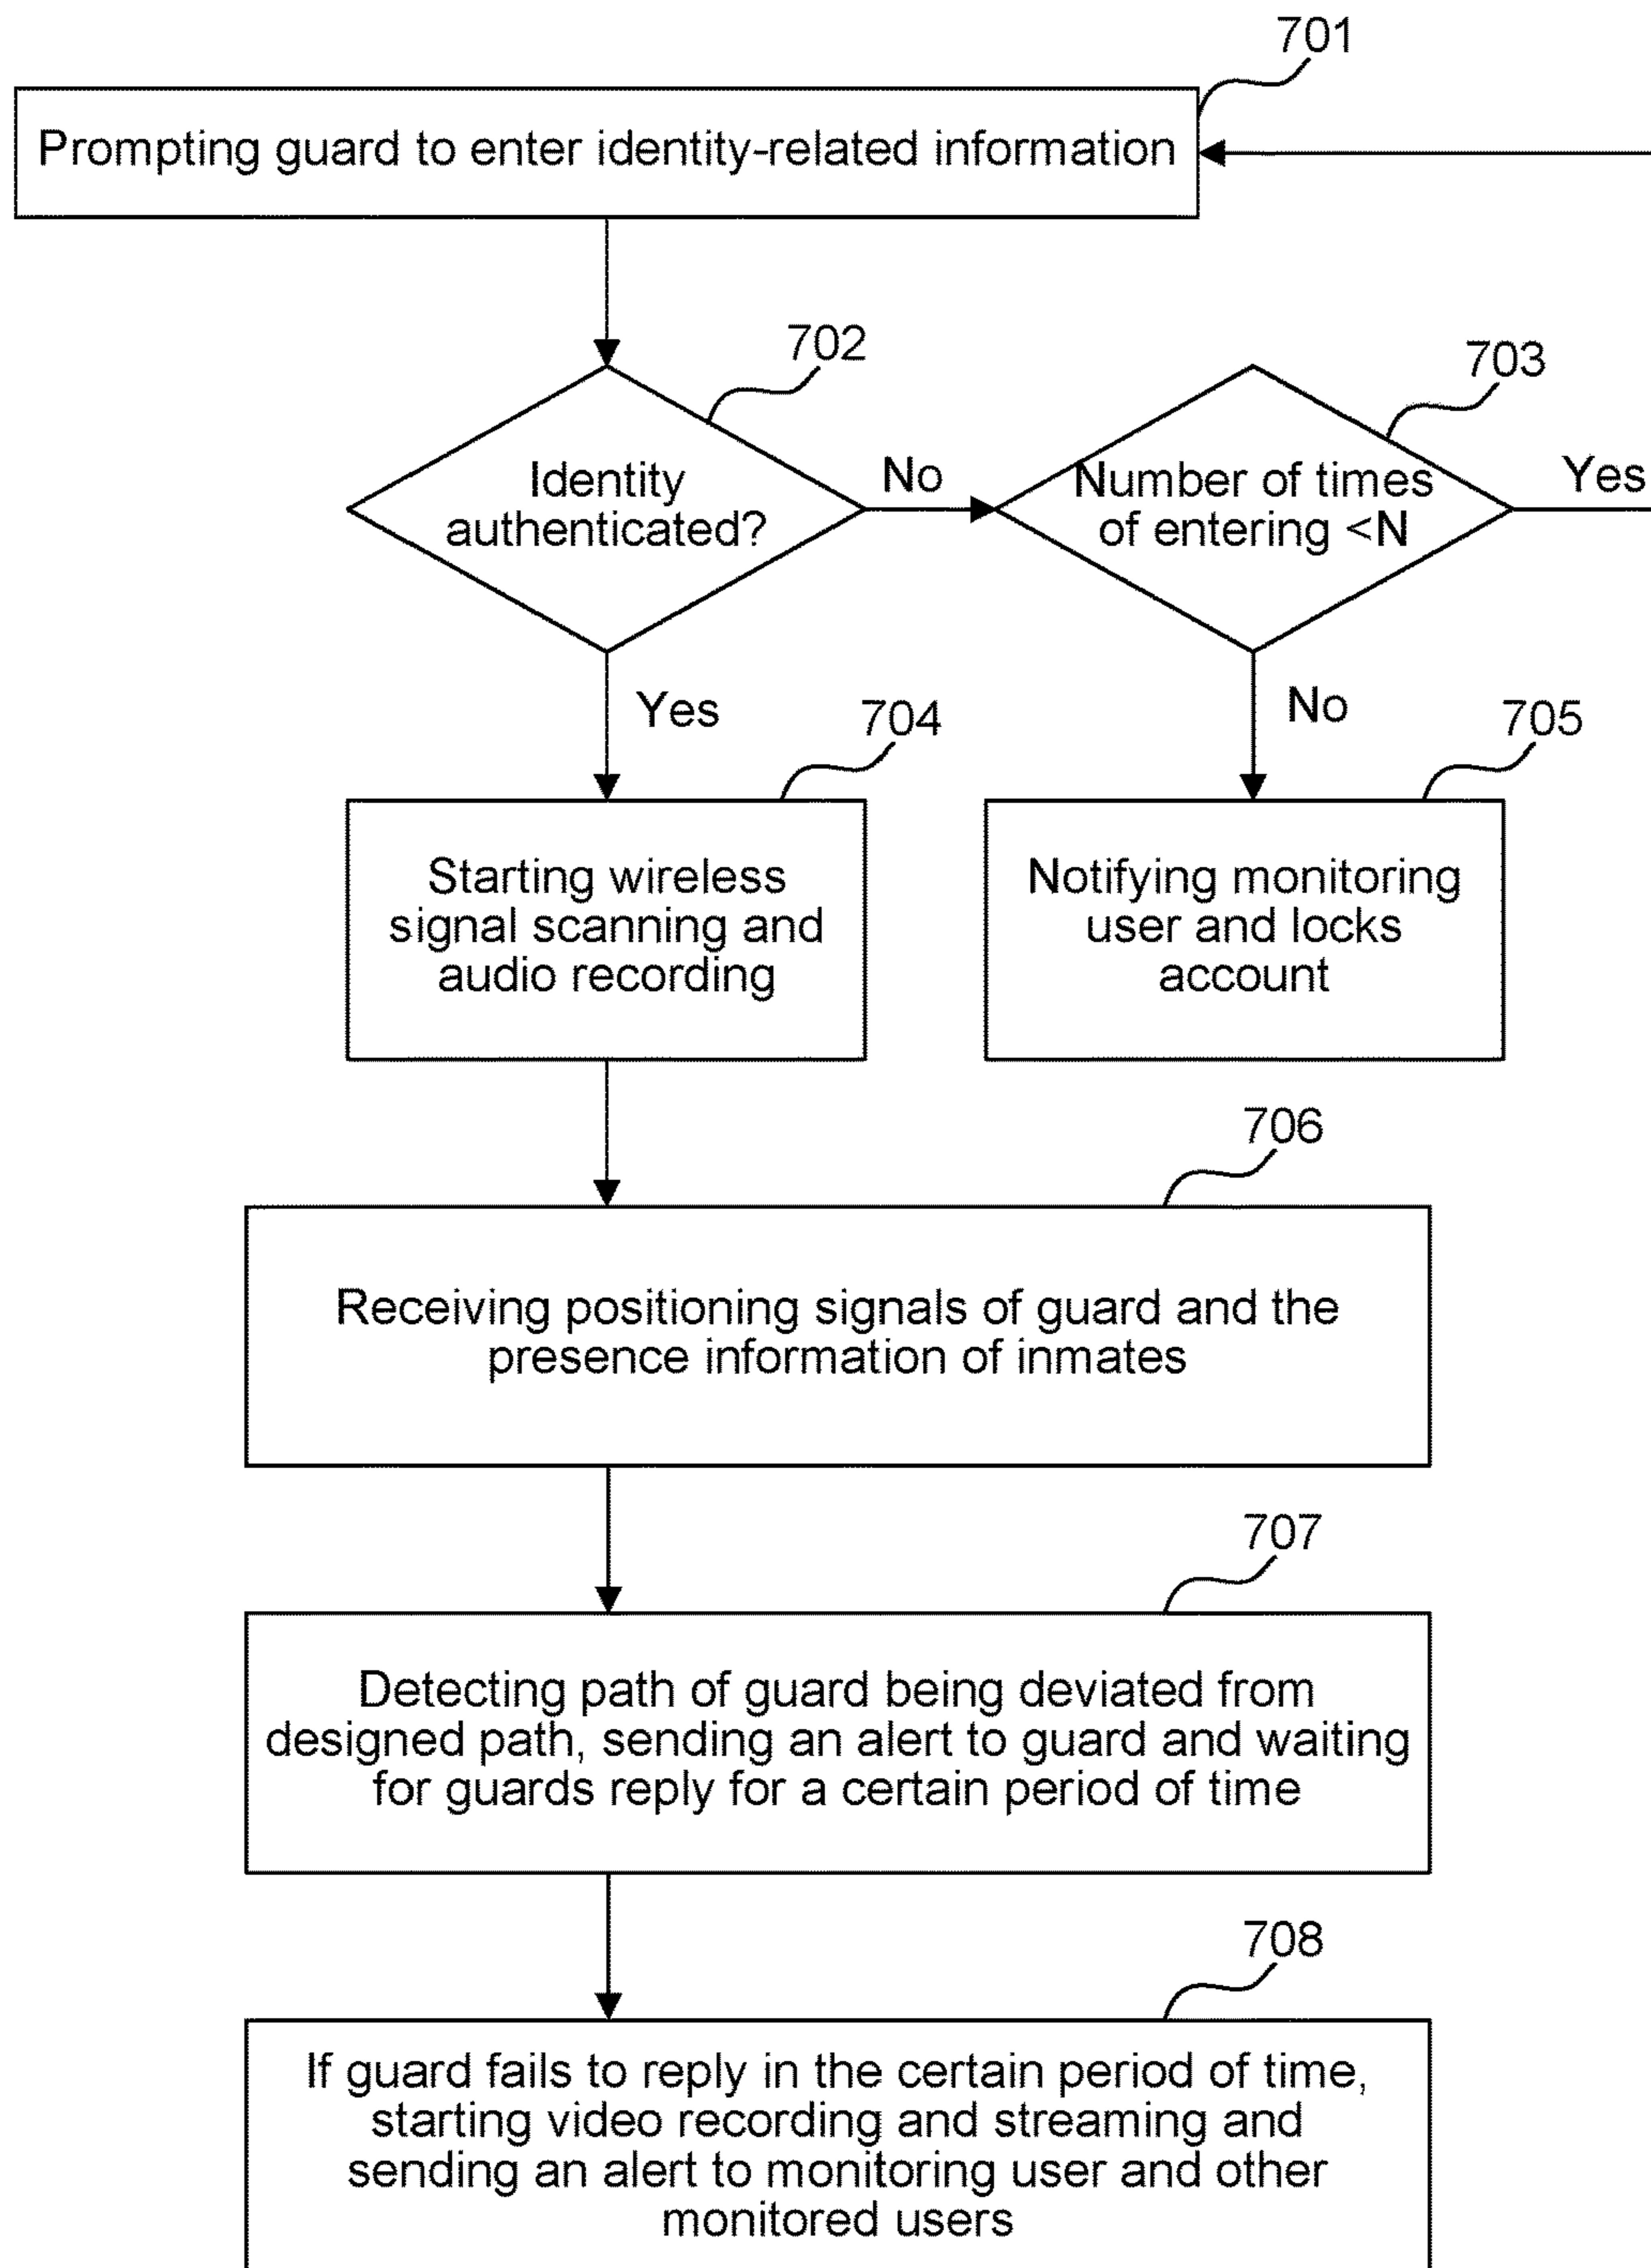 701
Prompting guard to enter identity-related information
702
703
Identity
authenticated?
No
Number of times
of entering <N
Yes
Yes
704
No
705
Starting wireless
signal scanning and
audio recording
Notifying monitoring
user and locks
account
706
Receiving positioning signals of guard and the
presence information of inmates
707
Detecting path of guard being deviated from
designed path, sending an alert to guard and waiting
for guards reply for a certain period of time
708
If guard fails to reply in the certain period of time,
starting video recording and streaming and
sending an alert to monitoring user and other
monitored users